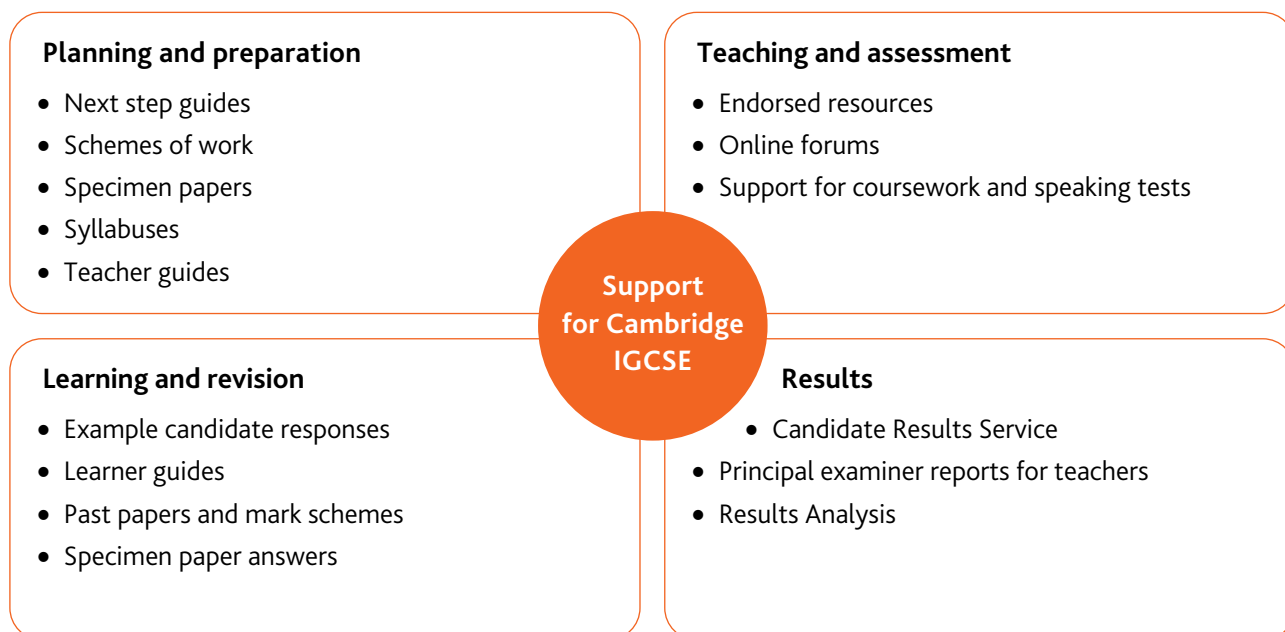 Planning and preparation
• Next step guides
• Schemes of work
• Specimen papers
• Syllabuses
• Teacher guides
Teaching and assessment
• Endorsed resources
• Online forums
• Support for coursework and speaking tests
Support
for Cambridge
IGCSE
Learning and revision
• Example candidate responses
• Learner guides
• Past papers and mark schemes
• Specimen paper answers
Results
• Candidate Results Service
• Principal examiner reports for teachers
• Results Analysis